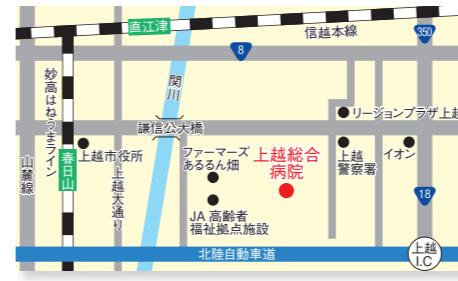 直江津
信越本線
350
8
妙高はねうまライン
関川
リージョンプラザ上越
謙信公大橋
上越市役所
ファーマーズ
あるるん畑
上越総合
病院
上越
警察署
イオン
山麓線
春日山
上越大通り
JA 高齢者
福祉拠点施設
18
北陸自動車道
上越
I.C